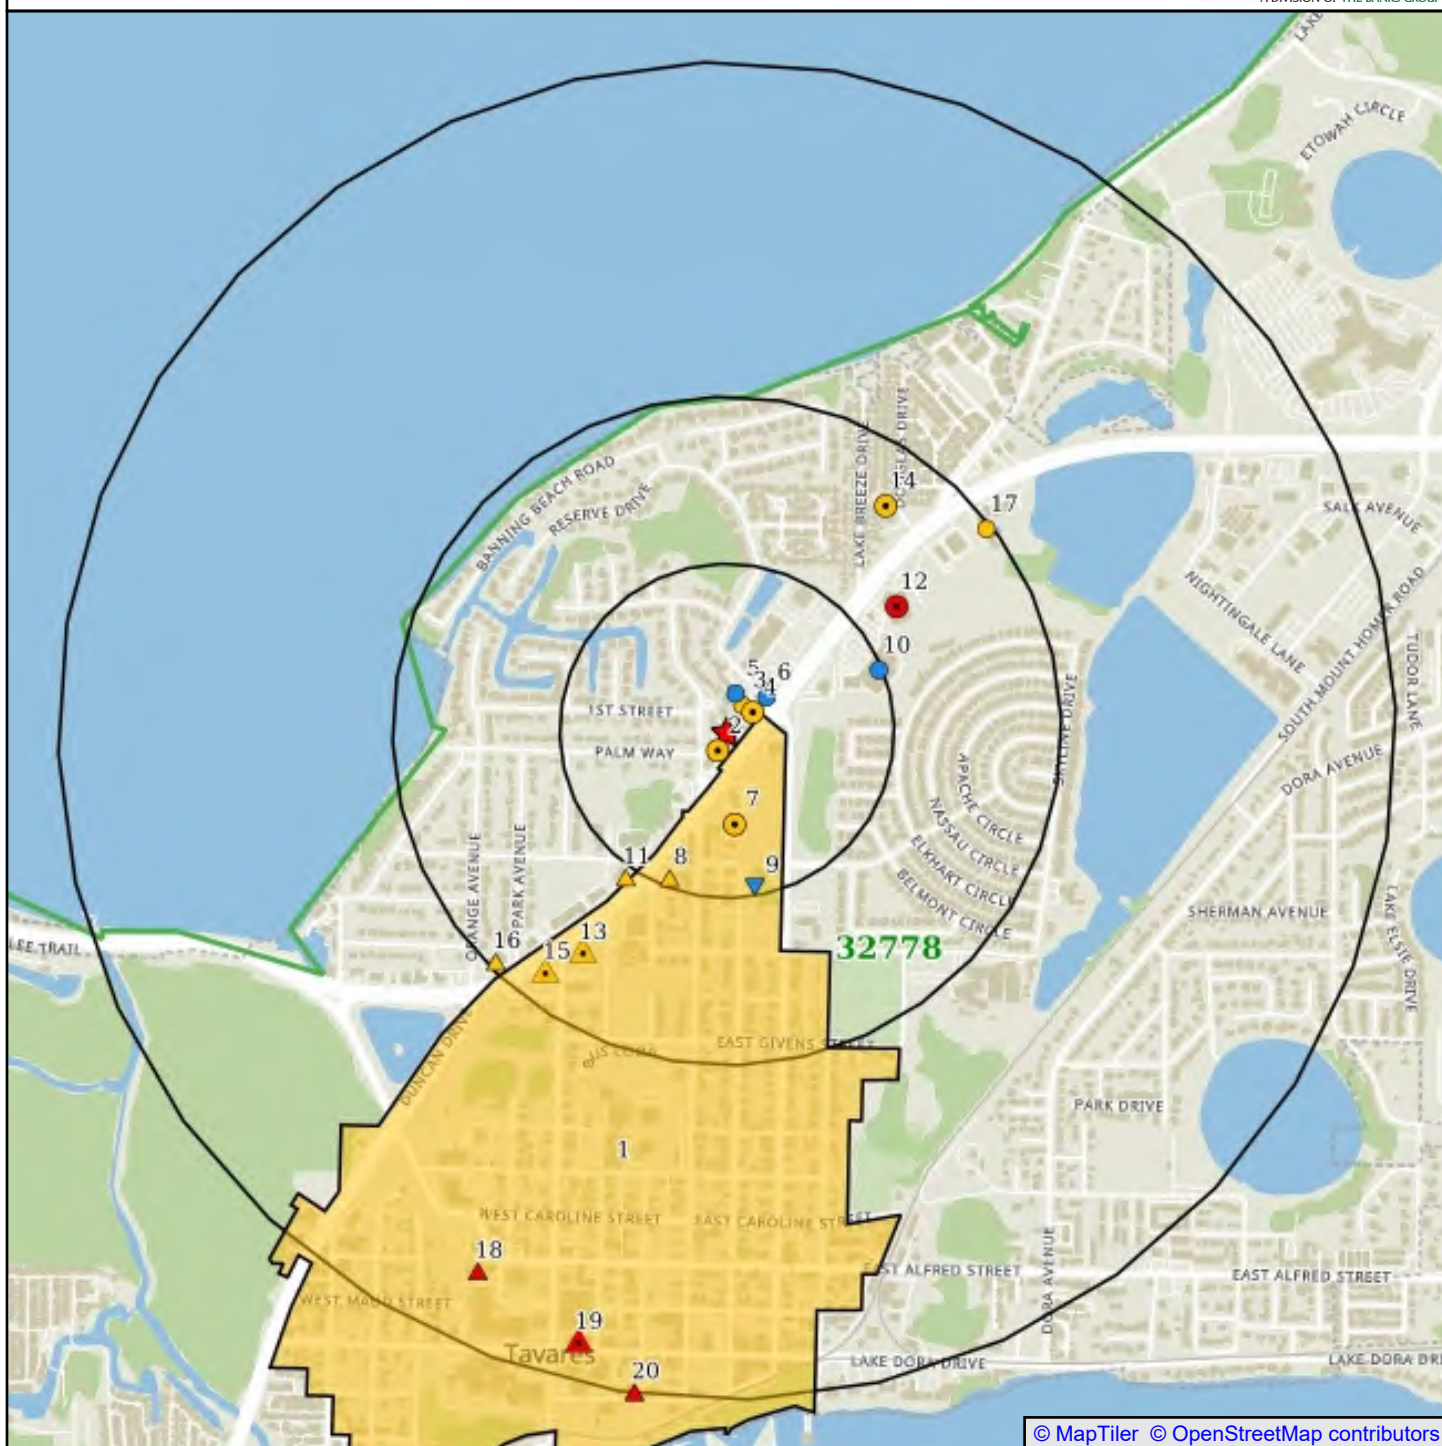 LAKE
ETOWAH CIRCLE
BANNING BEACH ROAD
RESERVE DRIVE
LAKE BREEZE DRIVE
DOUGLAS DRIVE
14
17
SALK AVENUE
12
NIGHTINGALE LANE
SOUTH MOUNT HOMER ROAD
TUDOR LANE
10
5
6
3
4
1ST STREET
2
PALM WAY
SKYLINE DRIVE
DORA AVENUE
APACHE CIRCLE
NASSAU CIRCLE
ELKHART CIRCLE
BELMONT CIRCLE
7
11
8
9
ORANGE AVENUE
PARK AVENUE
SHERMAN AVENUE
LAKE ELSIE DRIVE
LEE TRAIL
16
13
15
32778
DUNCAN DRIVE
EAST GIVENS STREET
PARK DRIVE
1
WEST CAROLINE STREET
EAST CAROLINE STREET
18
EAST ALFRED STREET
EAST ALFRED STREET
DORA AVENUE
WEST MAUD STREET
19
Tavares
20
LAKE DORA DRIVE
LAKE DORA DRI
© MapTiler © OpenStreetMap contributors